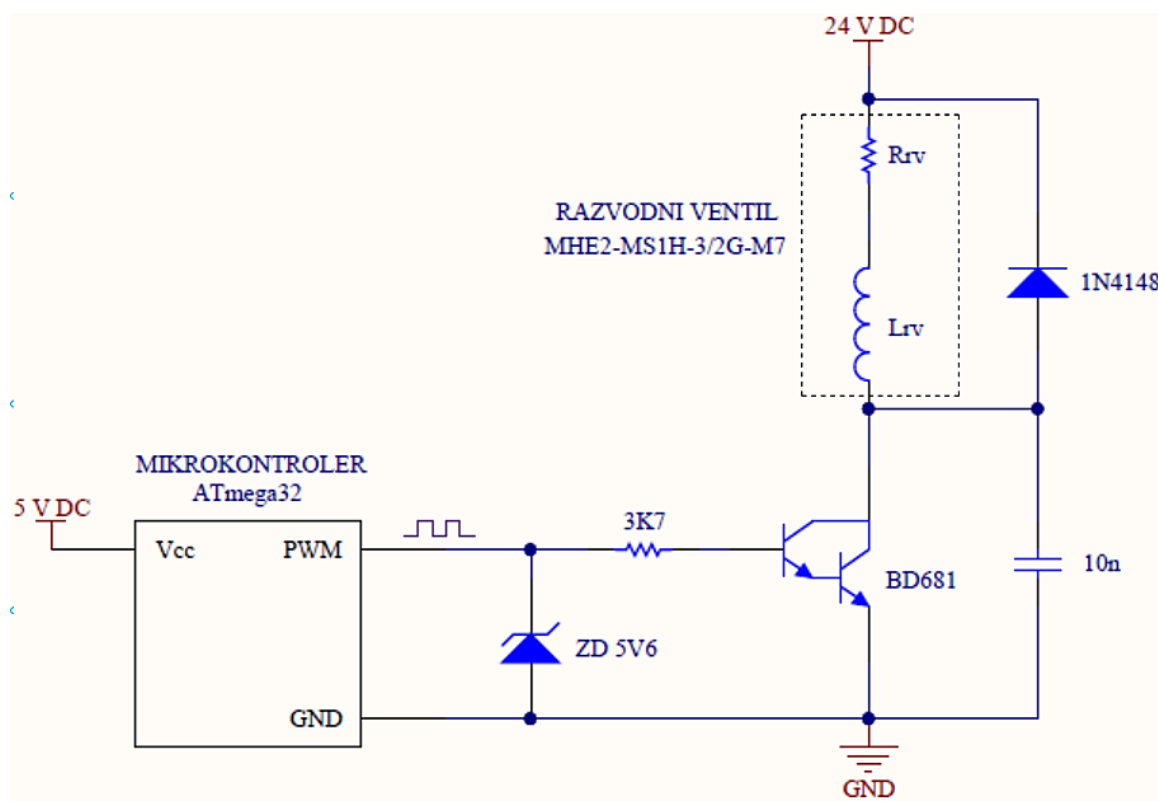 24 V DC
Rrv
RAZVODNI VENTIL
MHE2-MS1H-3/2G-M7
1N4148
Lrv
MIKROKONTROLER
ATmega32
5 V DC
Vcc
PWM
3K7
BD681
10n
ZD 5V6
GND
GND